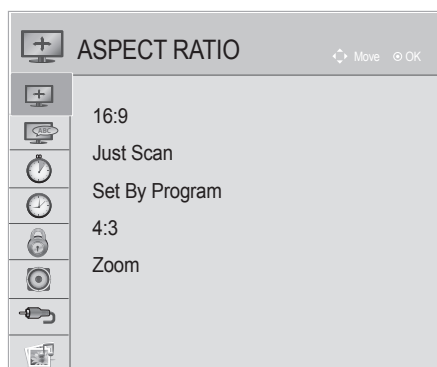 ASPECT RATIO
Move OK
ABC
16:9
Just Scan
Set By Program
4:3
Zoom